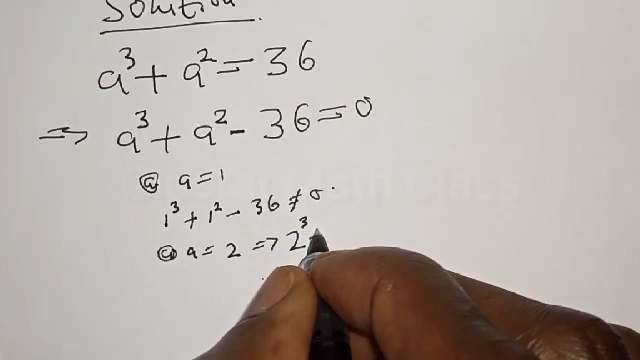 Solution
a³ + a² = 36
⇒ a³ + a² - 36 = 0
@ a = 1
1³ + 1² - 36 ≠ 0.
@ a = 2 ⇒ 2³